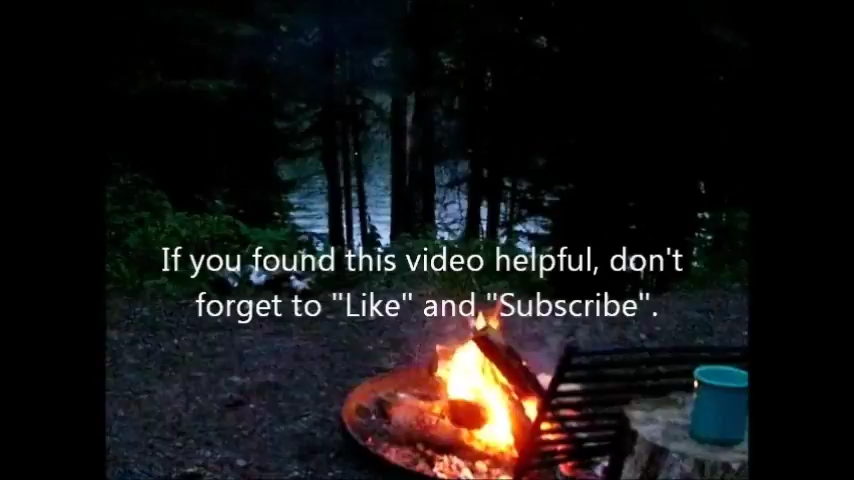 If you found this video helpful, don't
forget to "Like" and "Subscribe".